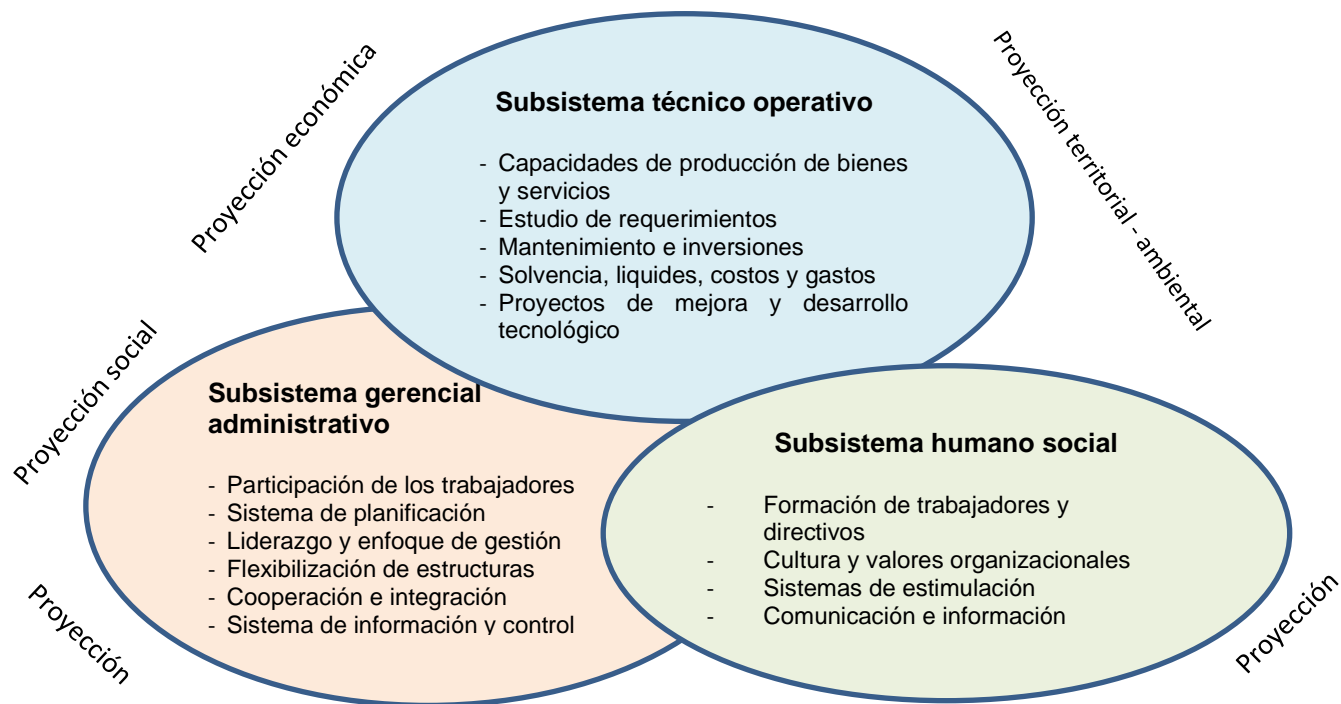 Proyección económica
Proyección territorial - ambiental
Subsistema técnico operativo
- Capacidades de producción de bienes
y servicios
- Estudio de requerimientos
- Mantenimiento e inversiones
- Solvencia, liquides, costos y gastos
- Proyectos de mejora y desarrollo
tecnológico
Proyección social
Subsistema gerencial
administrativo
- Participación de los trabajadores
- Sistema de planificación
- Liderazgo y enfoque de gestión
- Flexibilización de estructuras
- Cooperación e integración
- Sistema de información y control
Subsistema humano social
- Formación de trabajadores y
directivos
- Cultura y valores organizacionales
- Sistemas de estimulación
- Comunicación e información
Proyección
Proyección